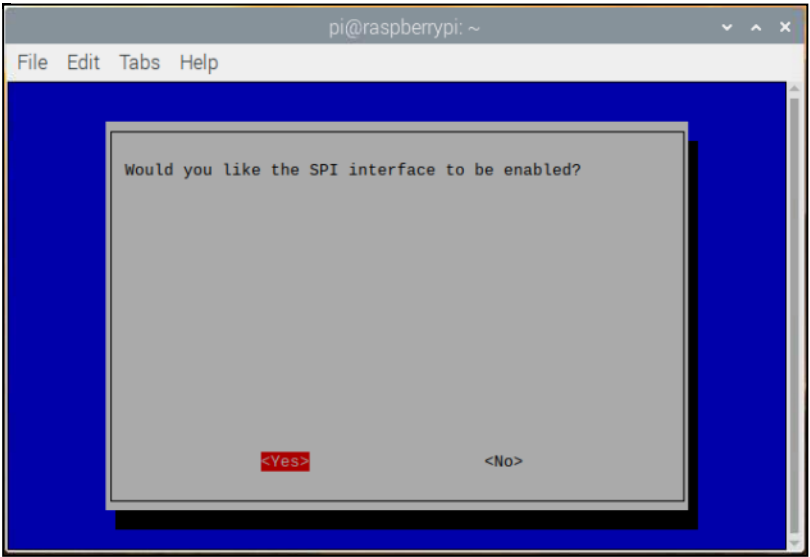 pi@raspberrypi: ~
File Edit Tabs Help
Would you like the SPI interface to be enabled?
<Yes> <No>